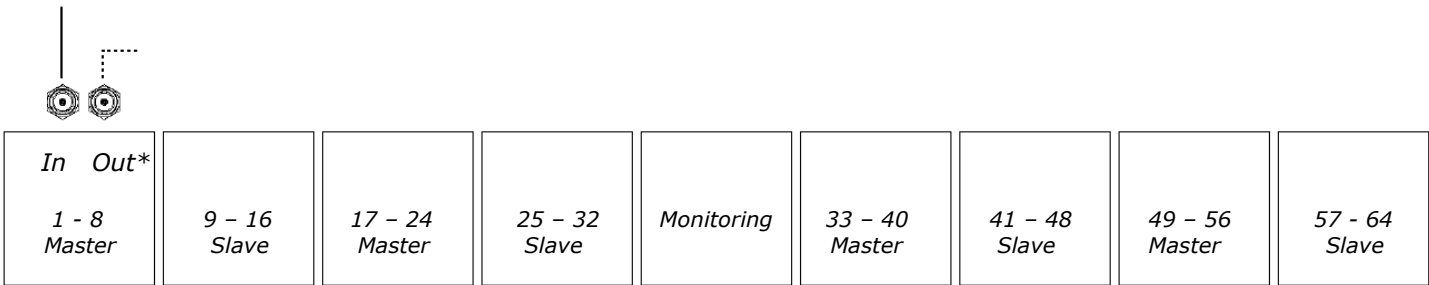 In Out*
1 - 8
Master
9 – 16
Slave
17 – 24
Master
25 – 32
Slave
Monitoring
33 – 40
Master
41 – 48
Slave
49 – 56
Master
57 - 64
Slave